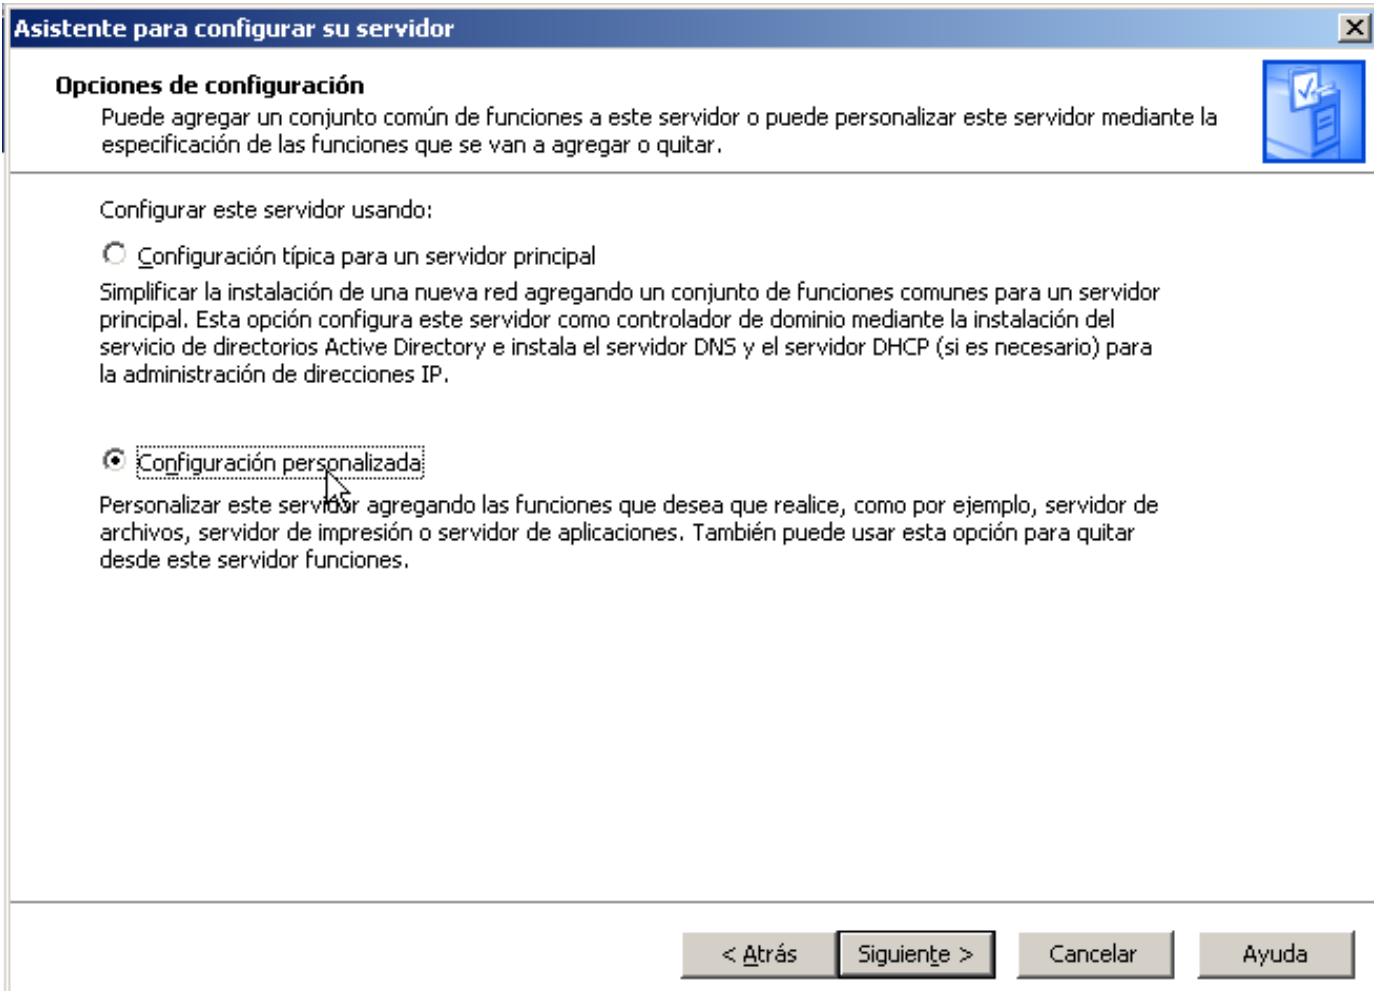 Asistente para configurar su servidor
Opciones de configuración
Puede agregar un conjunto común de funciones a este servidor o puede personalizar este servidor mediante la
especificación de las funciones que se van a agregar o quitar.
Configurar este servidor usando:
Configuración típica para un servidor principal
Simplificar la instalación de una nueva red agregando un conjunto de funciones comunes para un servidor
principal. Esta opción configura este servidor como controlador de dominio mediante la instalación del
servicio de directorios Active Directory e instala el servidor DNS y el servidor DHCP (si es necesario) para
la administración de direcciones IP.
Configuración personalizada
Personalizar este servidor agregando las funciones que desea que realice, como por ejemplo, servidor de
archivos, servidor de impresión o servidor de aplicaciones. También puede usar esta opción para quitar
desde este servidor funciones.
< Atrás Siguiente > Cancelar Ayuda